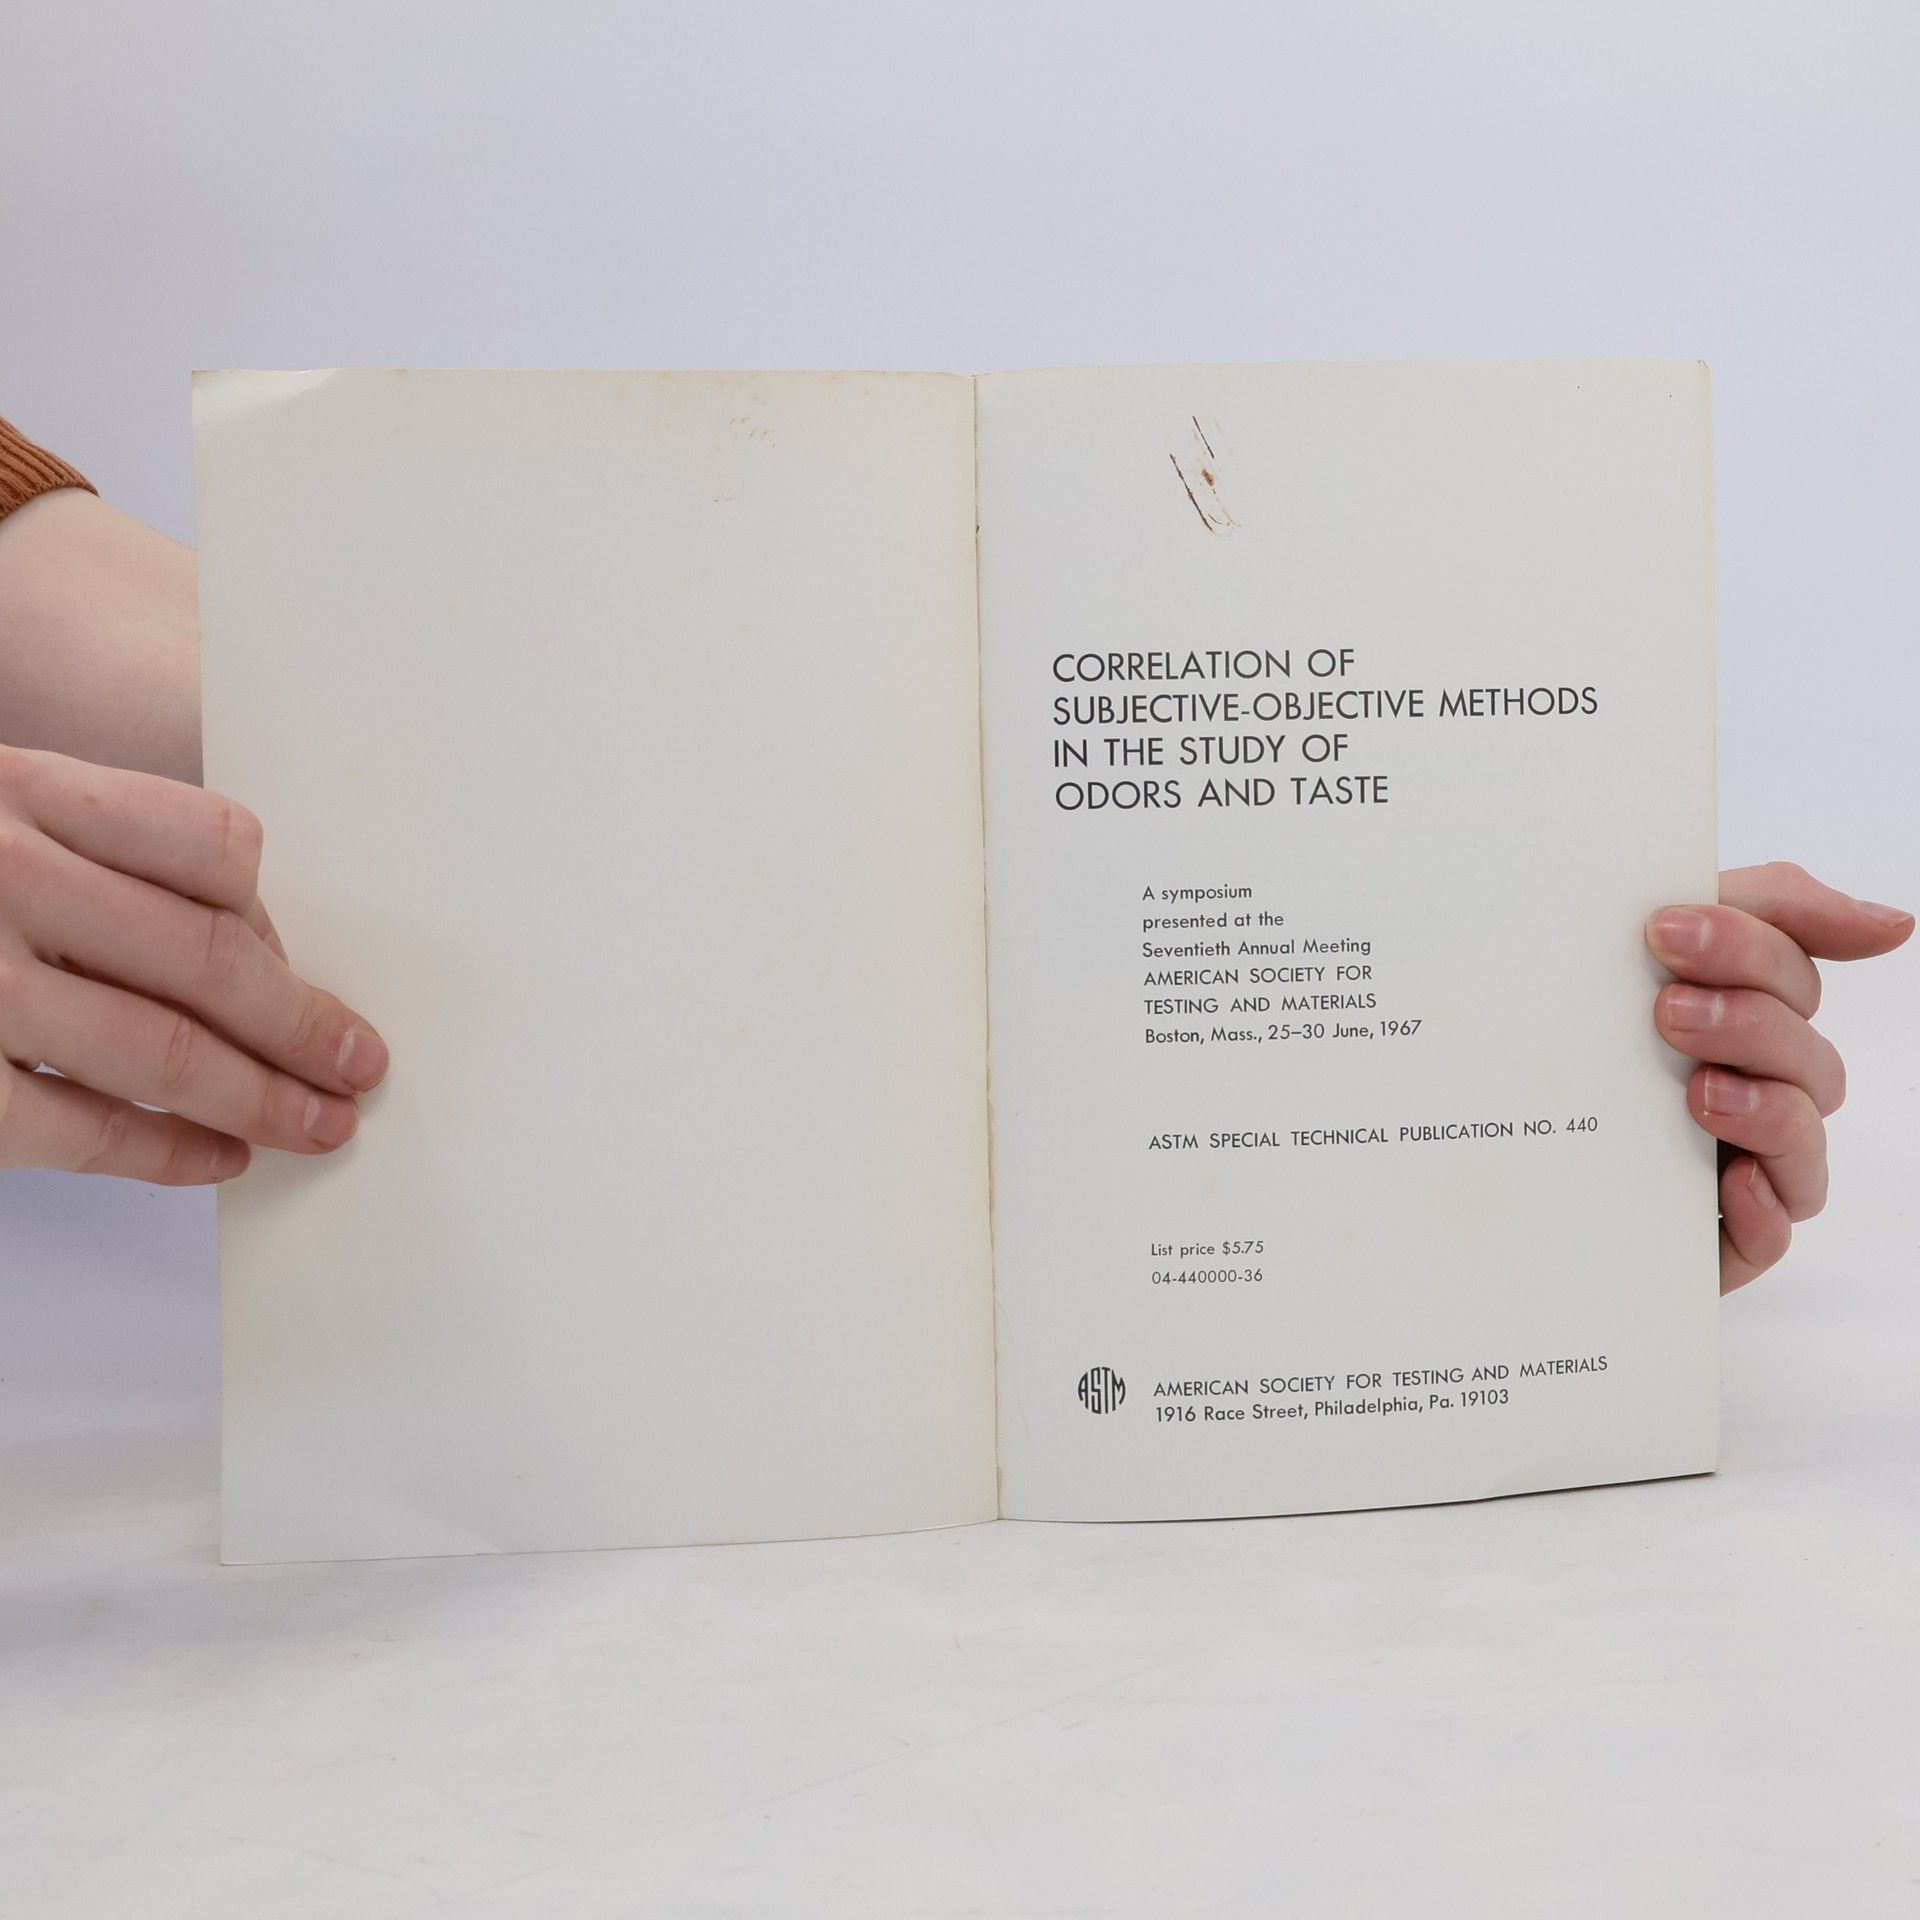 CORRELATION OF
SUBJECTIVE-OBJECTIVE METHODS
IN THE STUDY OF
ODORS AND TASTE
A symposium
presented at the
Seventieth Annual Meeting
AMERICAN SOCIETY FOR
TESTING AND MATERIALS
Boston, Mass., 25–30 June, 1967
ASTM SPECIAL TECHNICAL PUBLICATION NO. 440
List price $5.75
04-440000-36
ASTM
AMERICAN SOCIETY FOR TESTING AND MATERIALS
1916 Race Street, Philadelphia, Pa. 19103